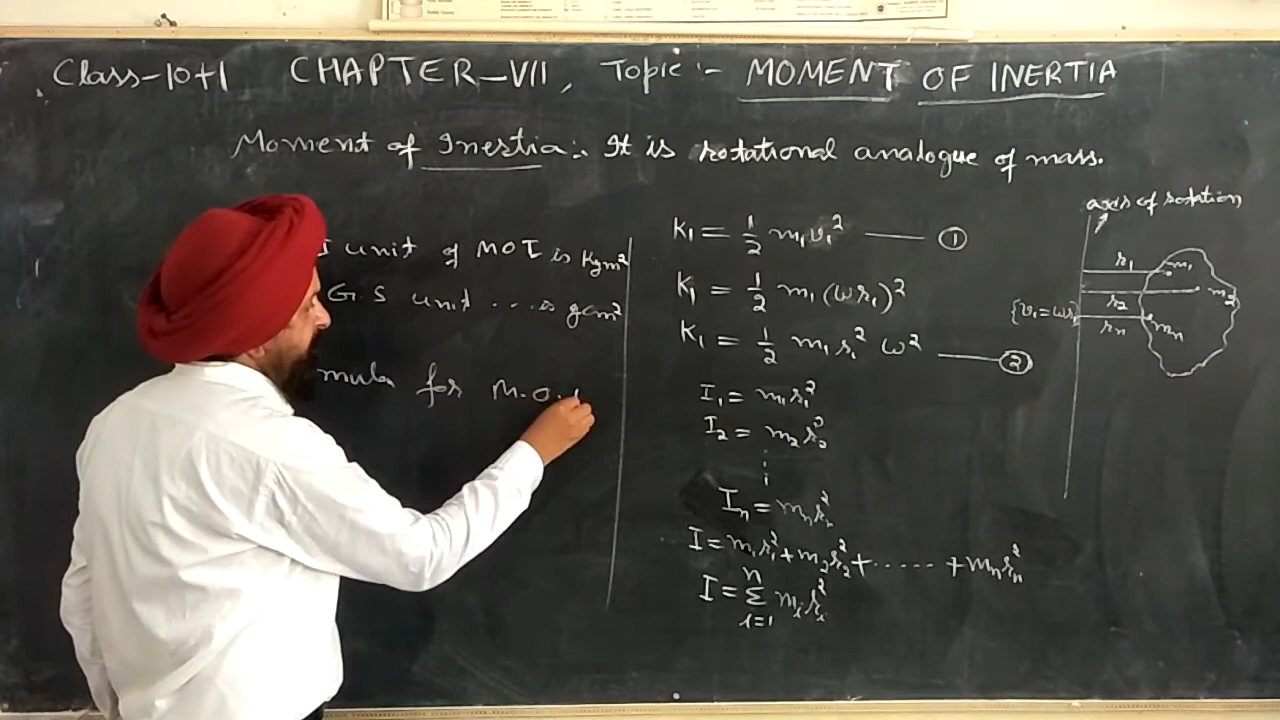 Class-10+1 CHAPTER-VII, Topic:- MOMENT OF INERTIA
Moment of Inertia:. It is rotational analogue of mass.
I unit of MOI is Kgm²
G.S unit ... is gcm²
mula for M.O.I
K₁ = 1/2 m₁v₁² —— ①
K₁ = 1/2 m₁(ωr₁)²
K₁ = 1/2 m₁r₁² ω² —— ②
I₁ = m₁r₁²
I₂ = m₂r₂²
⋮
Iₙ = mₙrₙ²
I = m₁r₁² + m₂r₂² + ...... + mₙrₙ²
I = Σ mᵢrᵢ²
n
i=1
axis of rotation
r₁ m₁
r₂ m₂
{v₁=ωr₁
rₙ mₙ